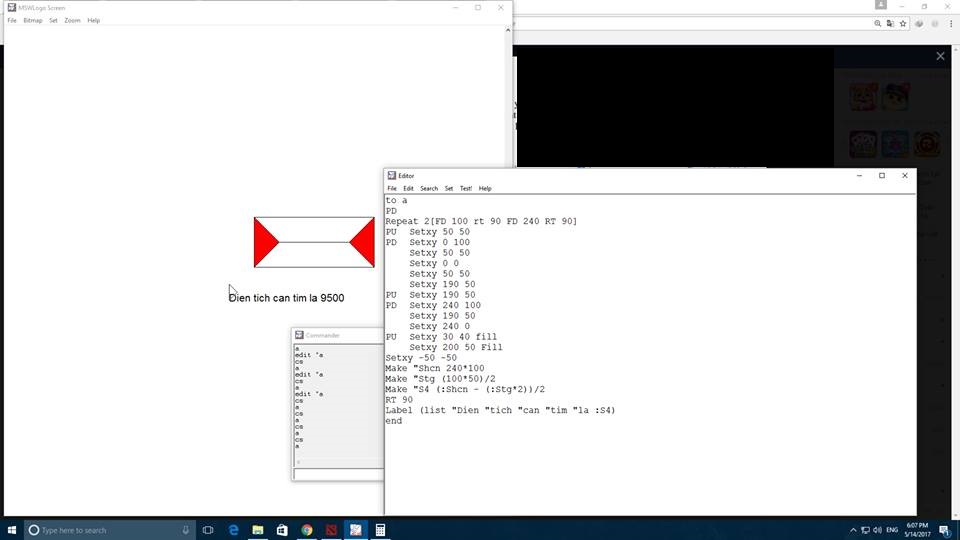 MSWLogo Screen
File Bitmap Set Zoom Help
Dien tich can tim la 9500
Commander
a
edit "a
cs
a
edit "a
cs
a
edit "a
cs
a
cs
a
cs
a
cs
a
Editor
File Edit Search Set Test! Help
to a
PD
Repeat 2[FD 100 rt 90 FD 240 RT 90]
PU Setxy 50 50
PD Setxy 0 100
Setxy 50 50
Setxy 0 0
Setxy 50 50
Setxy 190 50
PU Setxy 190 50
PD Setxy 240 100
Setxy 190 50
Setxy 240 0
PU Setxy 30 40 fill
Setxy 200 50 Fill
Setxy -50 -50
Make "Shcn 240*100
Make "Stg (100*50)/2
Make "S4 (:Shcn - (:Stg*2))/2
RT 90
Label (list "Dien "tich "can "tim "la :S4)
end
Type here to search
ENG
6:07 PM
5/14/2017